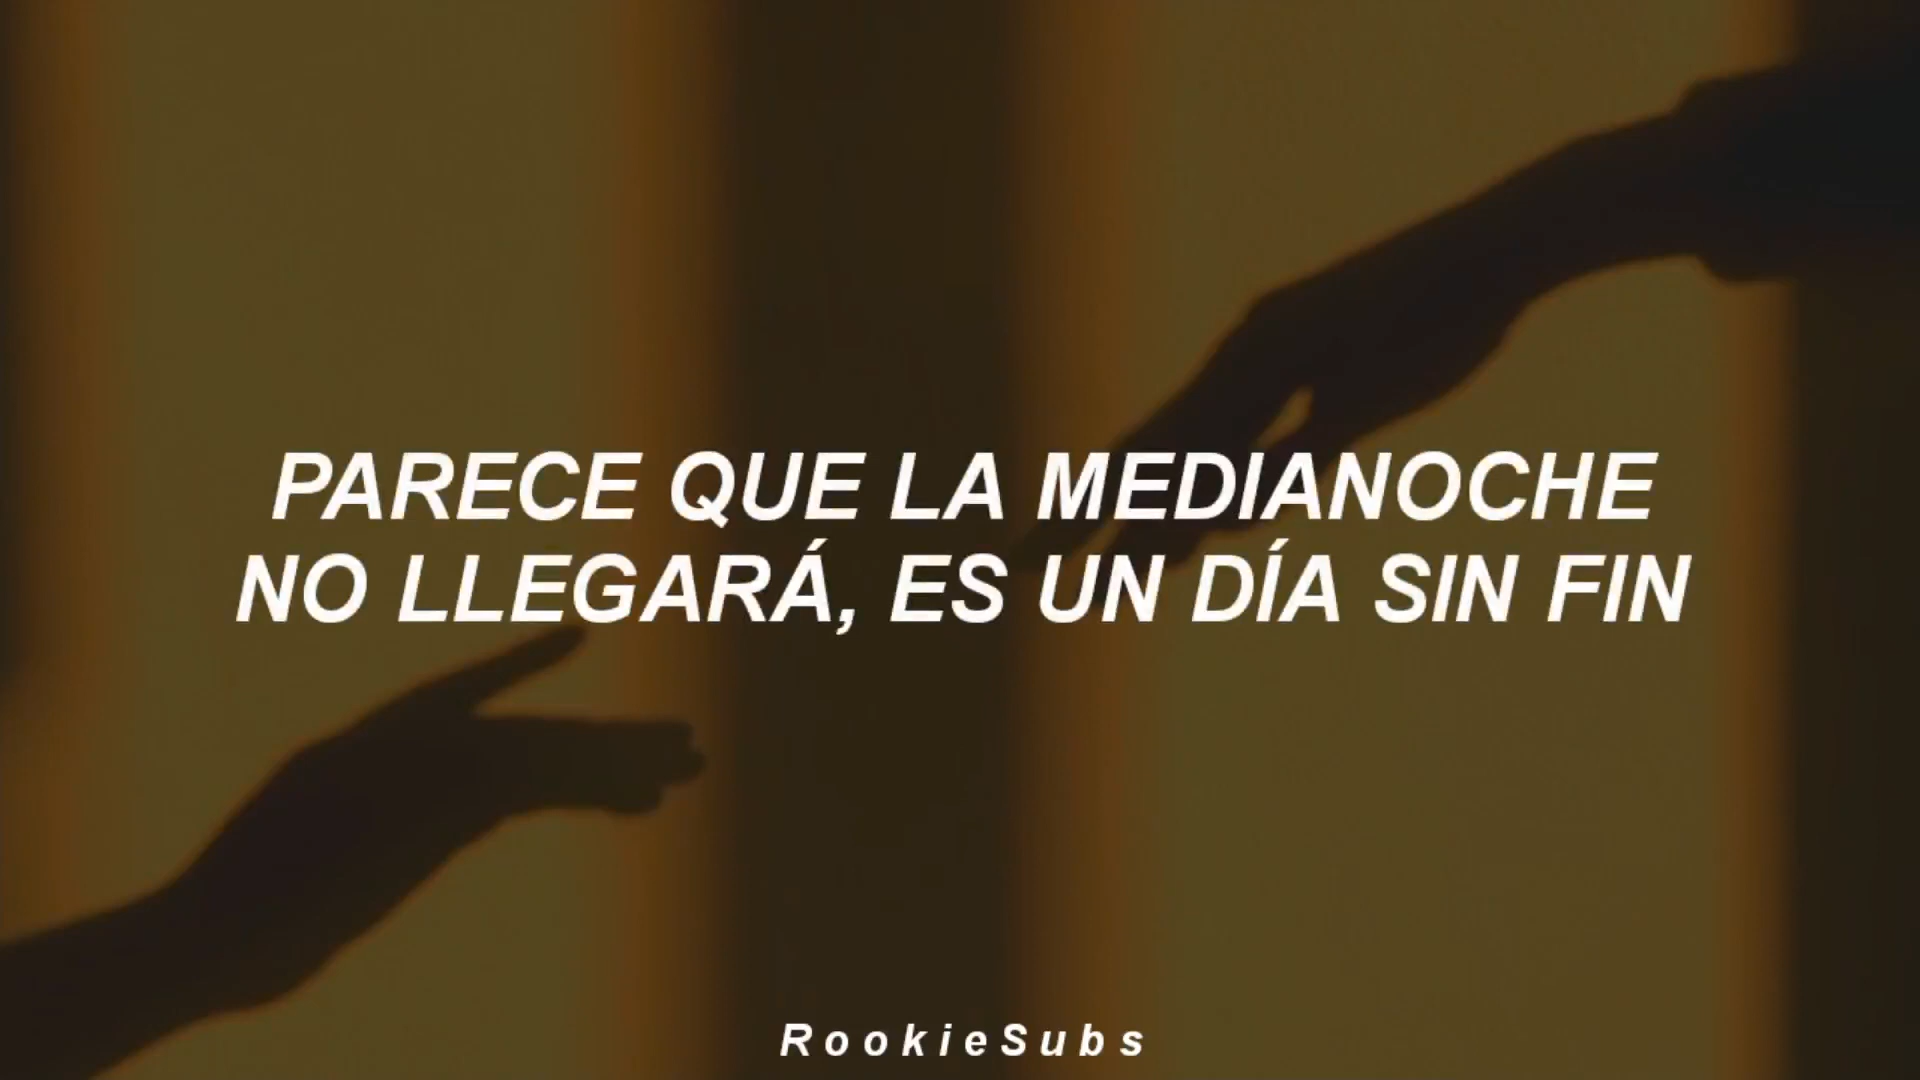 PARECE QUE LA MEDIANOCHE
NO LLEGARÁ, ES UN DÍA SIN FIN
RookieSubs